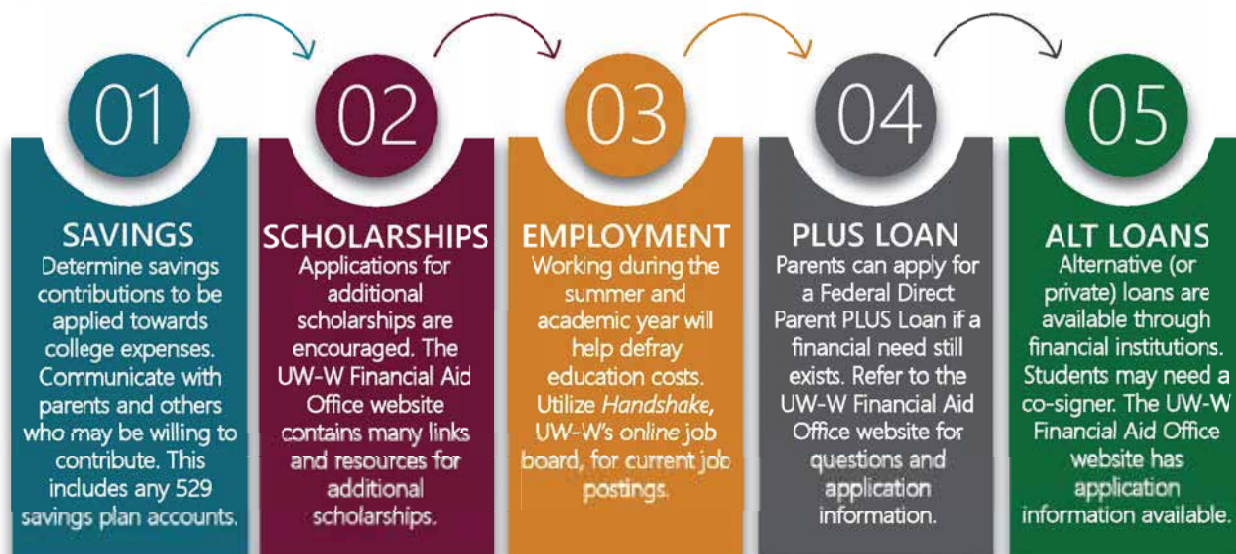 01
SAVINGS
Determine savings
contributions to be
applied towards
college expenses.
Communicate with
parents and others
who may be willing to
contribute. This
includes any 529
savings plan accounts.
02
SCHOLARSHIPS
Applications for
additional
scholarships are
encouraged. The
UW-W Financial Aid
Office website
contains many links
and resources for
additional
scholarships.
03
EMPLOYMENT
Working during the
summer and
academic year will
help defray
education costs.
Utilize Handshake,
UW-W's online job
board, for current job
postings.
04
PLUS LOAN
Parents can apply for
a Federal Direct
Parent PLUS Loan if a
financial need still
exists. Refer to the
UW-W Financial Aid
Office website for
questions and
application
information.
05
ALT LOANS
Alternative (or
private) loans are
available through
financial institutions.
Students may need a
co-signer. The UW-W
Financial Aid Office
website has
application
information available.